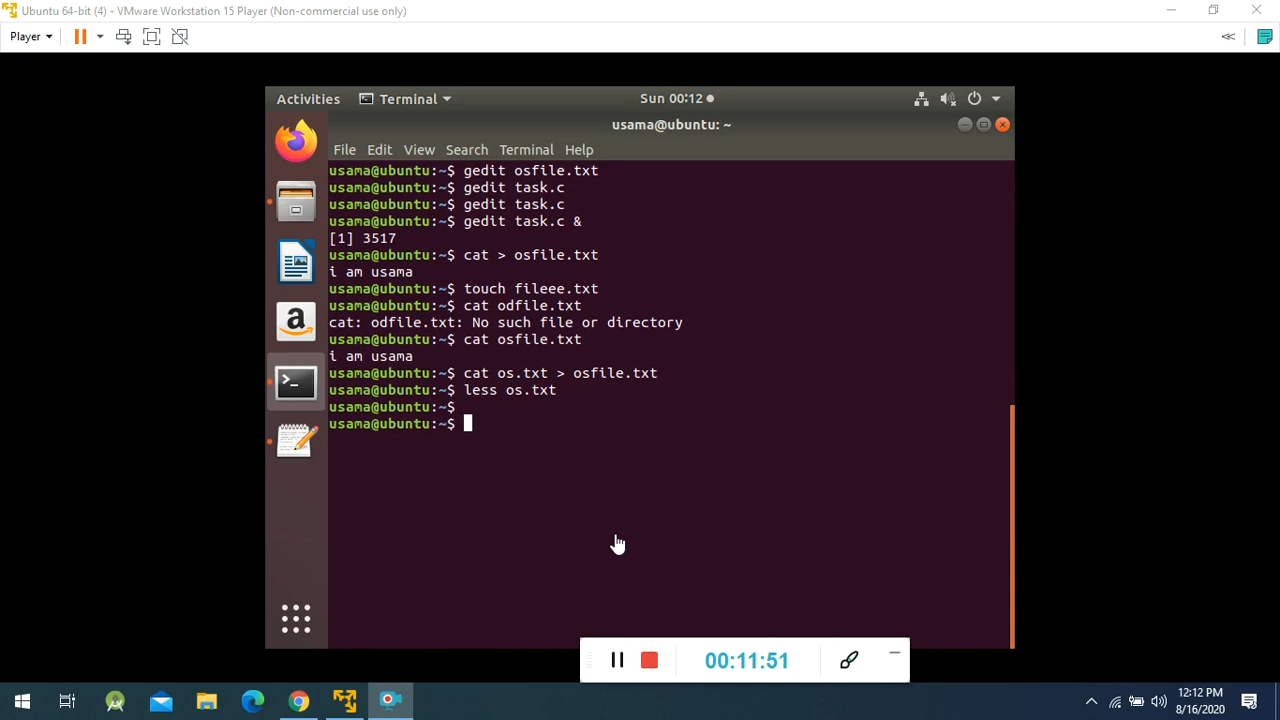 Ubuntu 64-bit (4) - VMware Workstation 15 Player (Non-commercial use only)
Player
Activities Terminal Sun 00:12
usama@ubuntu: ~
File Edit View Search Terminal Help
usama@ubuntu:~$ gedit osfile.txt
usama@ubuntu:~$ gedit task.c
usama@ubuntu:~$ gedit task.c
usama@ubuntu:~$ gedit task.c &
[1] 3517
usama@ubuntu:~$ cat > osfile.txt
i am usama
usama@ubuntu:~$ touch fileee.txt
usama@ubuntu:~$ cat odfile.txt
cat: odfile.txt: No such file or directory
usama@ubuntu:~$ cat osfile.txt
i am usama
usama@ubuntu:~$ cat os.txt > osfile.txt
usama@ubuntu:~$ less os.txt
usama@ubuntu:~$
usama@ubuntu:~$
00:11:51
12:12 PM
8/16/2020